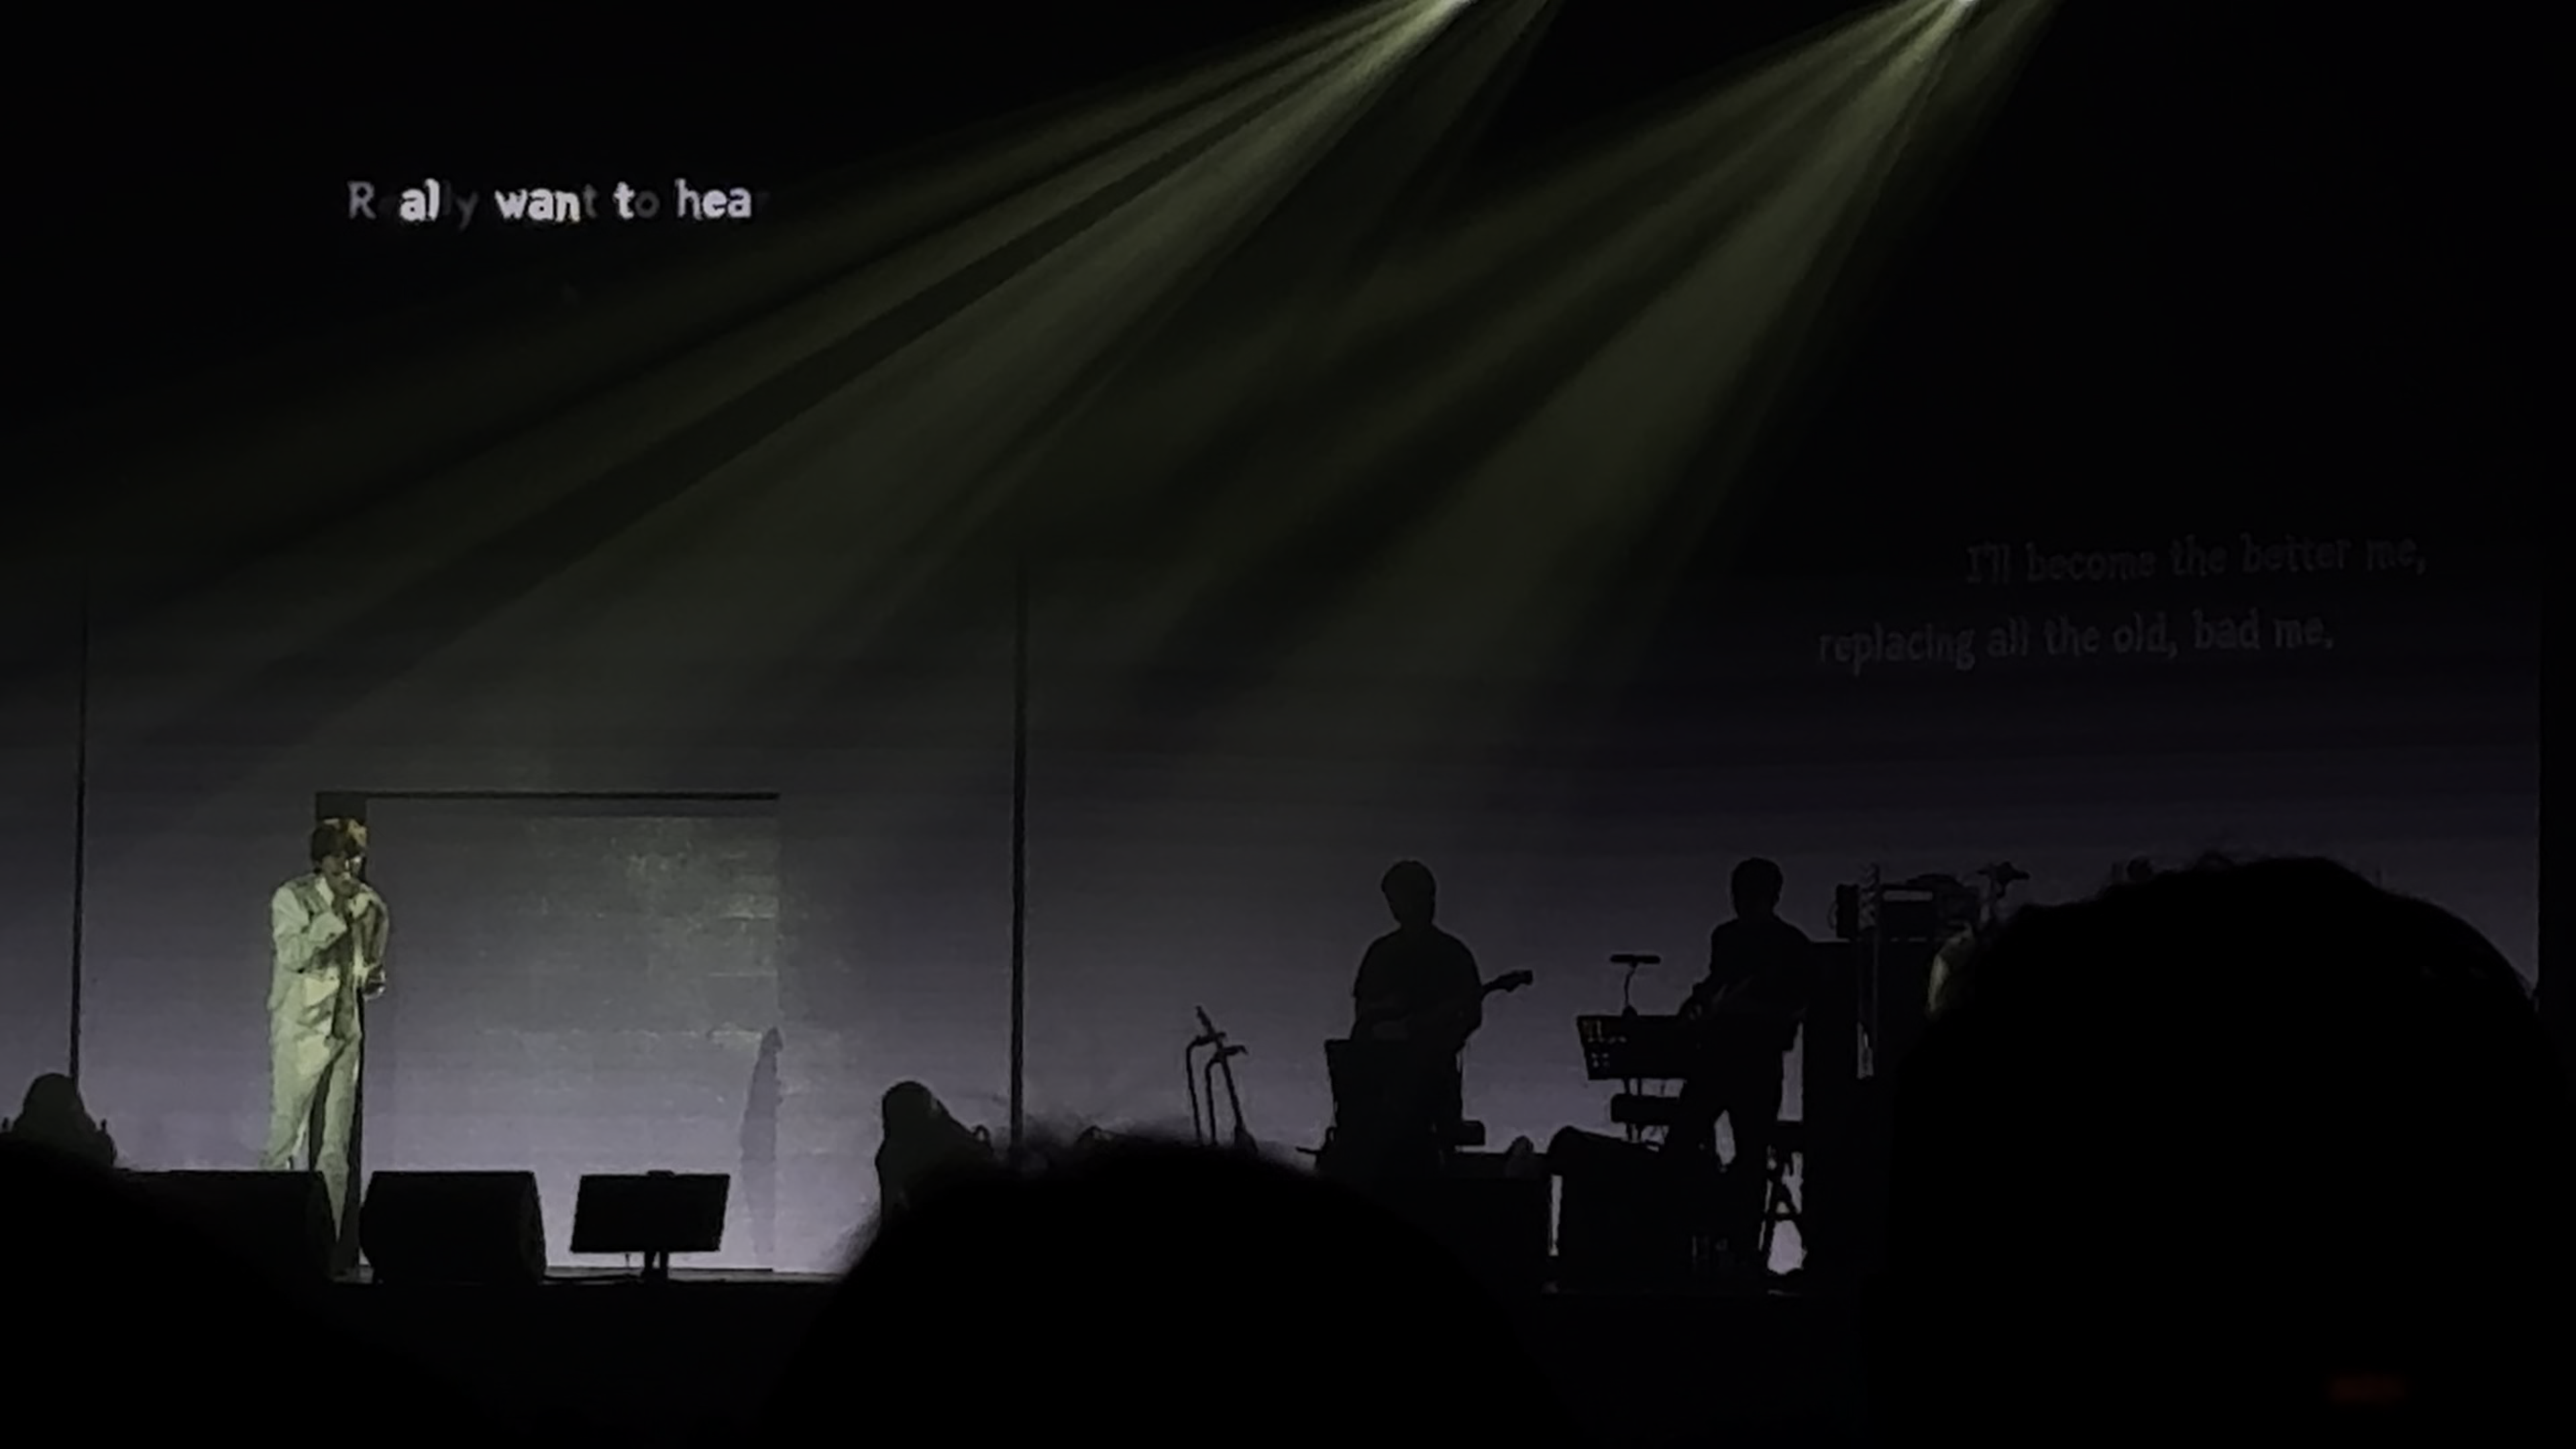 Really want to hear
I'll become the better me,
replacing all the old, bad me,